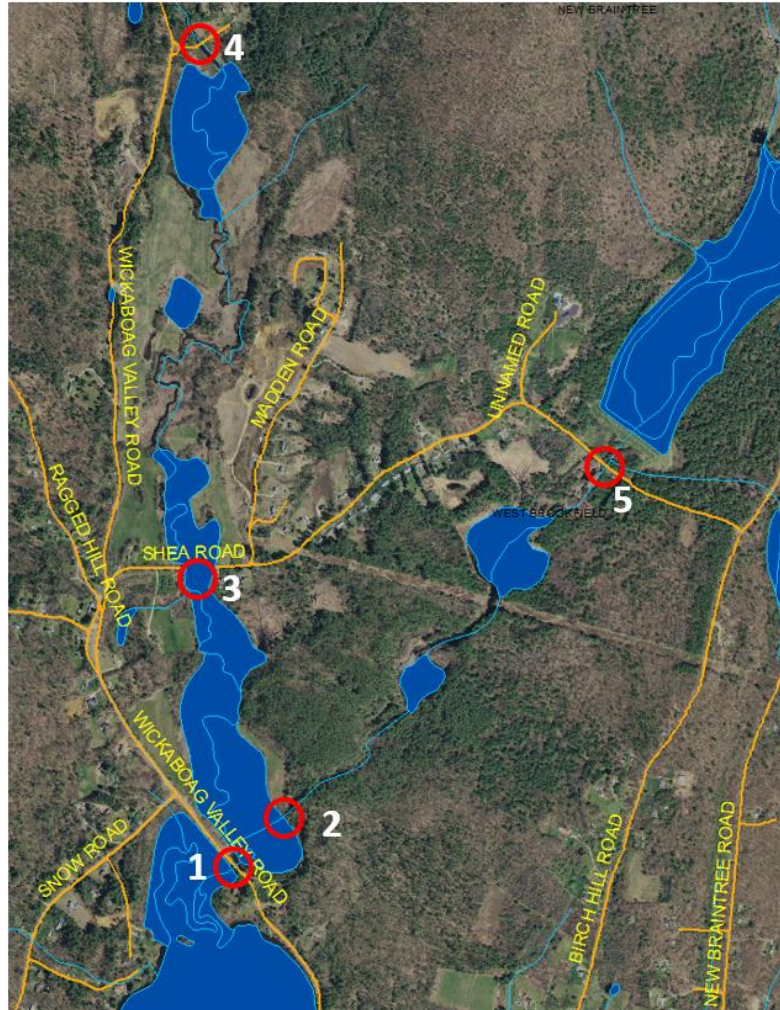 NEW BRAINTREE
4
WICKABOAG VALLEY ROAD
MADDEN ROAD
UNNAMED ROAD
RAGGED HILL ROAD
5
WEST BROOKFIELD
SHEA ROAD
3
WICKABOAG VALLEY ROAD
2
1
SNOW ROAD
BIRCH HILL ROAD
NEW BRAINTREE ROAD